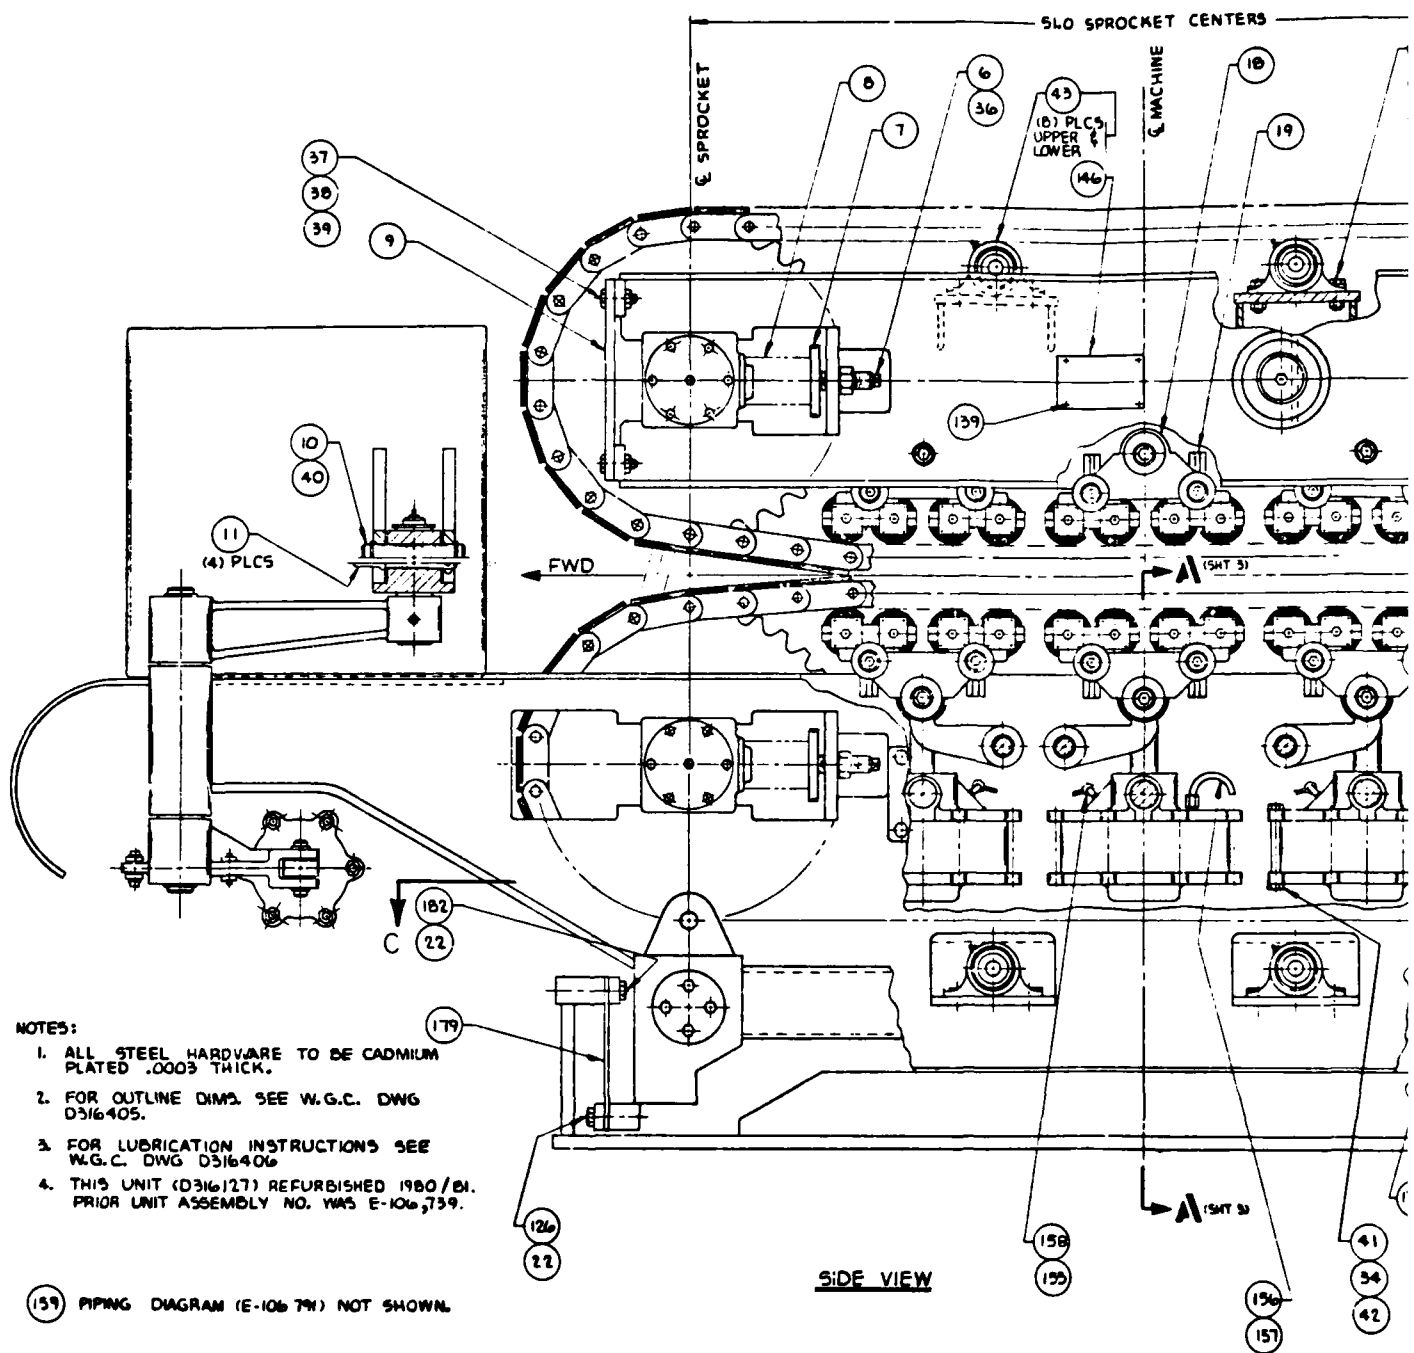 51.0 SPROCKET CENTERS
℄ SPROCKET
℄ MACHINE
8
7
6
36
43
(8) PLCS
UPPER &
LOWER
146
18
19
37
38
39
9
139
10
40
11
(4) PLCS
FWD
A (SHT 3)
C
182
22
179
NOTES:
1. ALL STEEL HARDWARE TO BE CADMIUM
PLATED .0003 THICK.
2. FOR OUTLINE DIMS. SEE W.G.C. DWG
D316405.
3. FOR LUBRICATION INSTRUCTIONS SEE
W.G.C. DWG D316406
4. THIS UNIT (D316127) REFURBISHED 1980/81.
PRIOR UNIT ASSEMBLY NO. WAS E-106,739.
126
22
A (SHT 3)
158
155
41
34
42
156
157
SIDE VIEW
159 PIPING DIAGRAM (E-106 791) NOT SHOWN.